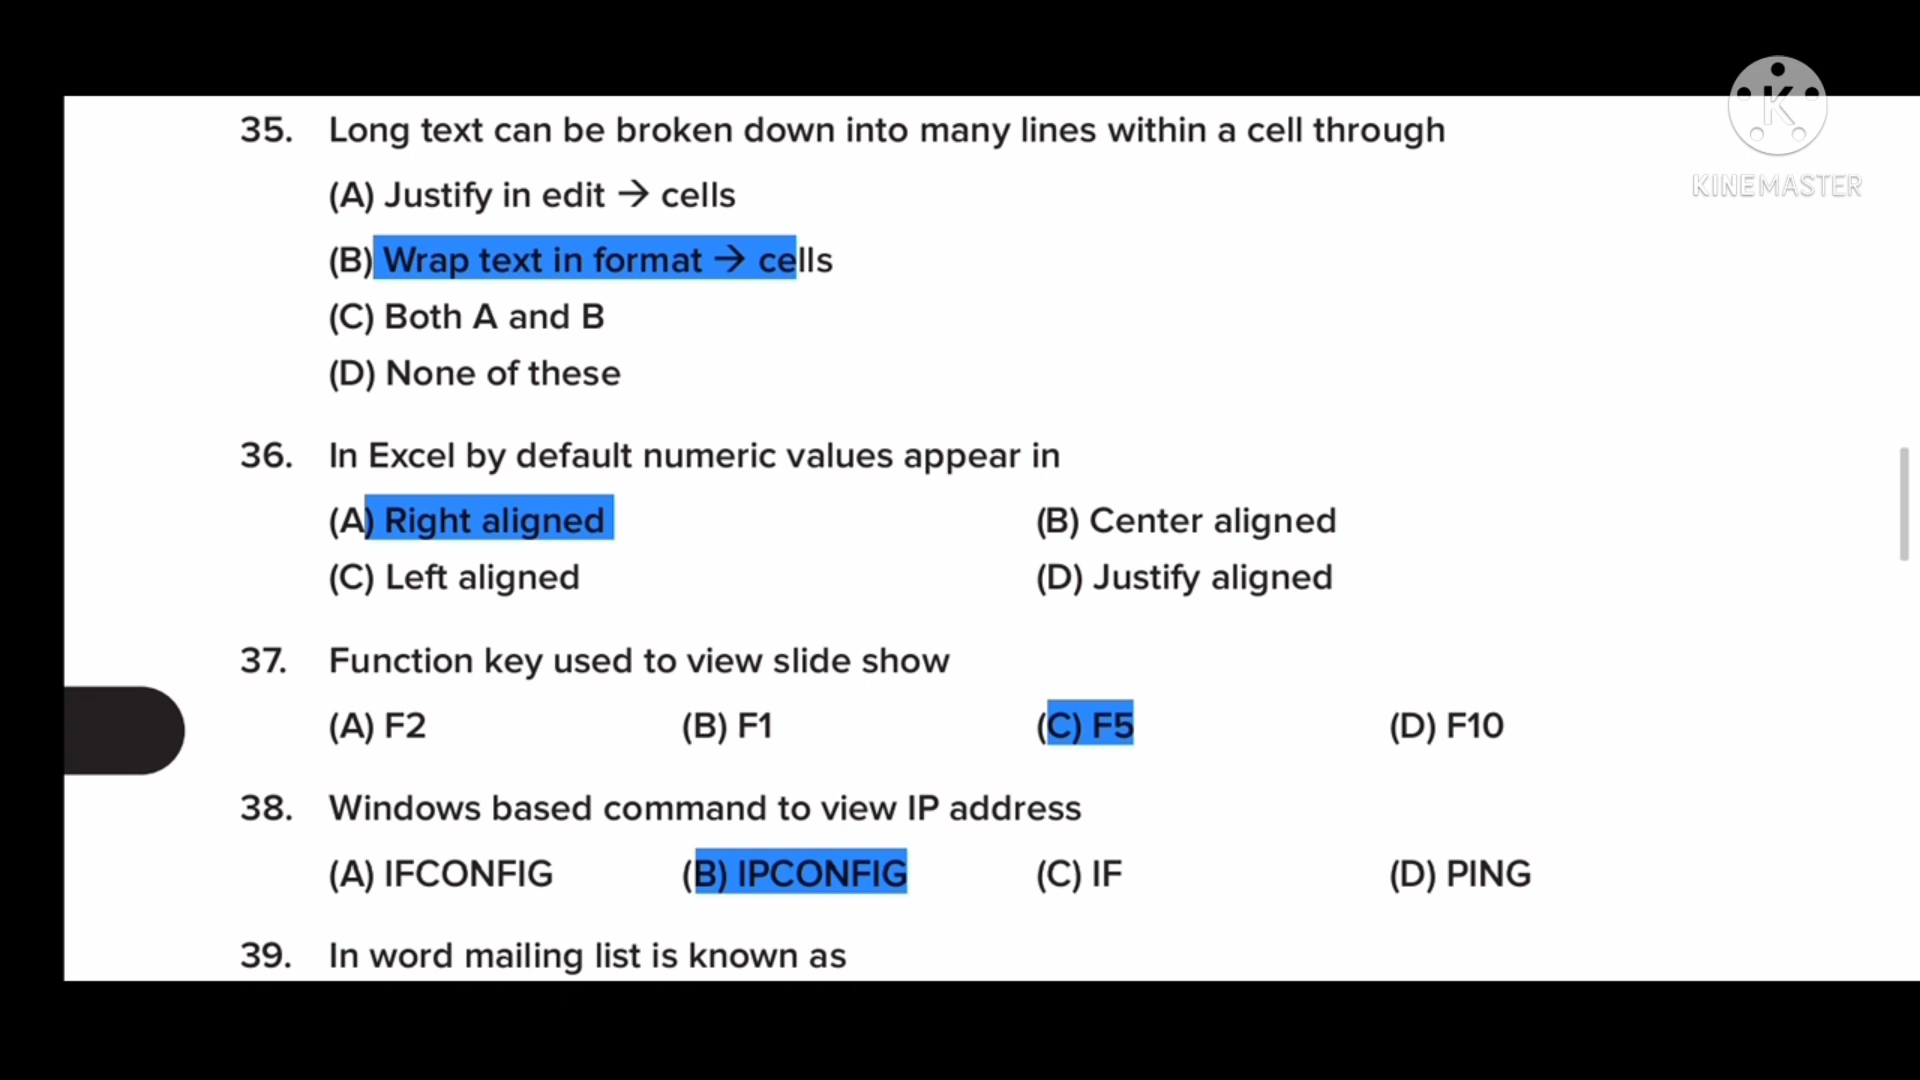 K
KINEMASTER
35. Long text can be broken down into many lines within a cell through
(A) Justify in edit → cells
(B) Wrap text in format → cells
(C) Both A and B
(D) None of these
36. In Excel by default numeric values appear in
(A) Right aligned (B) Center aligned
(C) Left aligned (D) Justify aligned
37. Function key used to view slide show
(A) F2 (B) F1 (C) F5 (D) F10
38. Windows based command to view IP address
(A) IFCONFIG (B) IPCONFIG (C) IF (D) PING
39. In word mailing list is known as